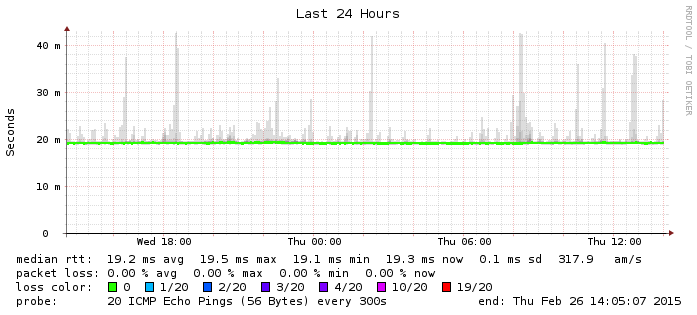 Last 24 Hours
RRDTOOL / TOBI OETIKER
Seconds
40 m
30 m
20 m
10 m
0
Wed 18:00 Thu 00:00 Thu 06:00 Thu 12:00
median rtt: 19.2 ms avg 19.5 ms max 19.1 ms min 19.3 ms now 0.1 ms sd 317.9 am/s
packet loss: 0.00 % avg 0.00 % max 0.00 % min 0.00 % now
loss color: 0 1/20 2/20 3/20 4/20 10/20 19/20
probe: 20 ICMP Echo Pings (56 Bytes) every 300s end: Thu Feb 26 14:05:07 2015